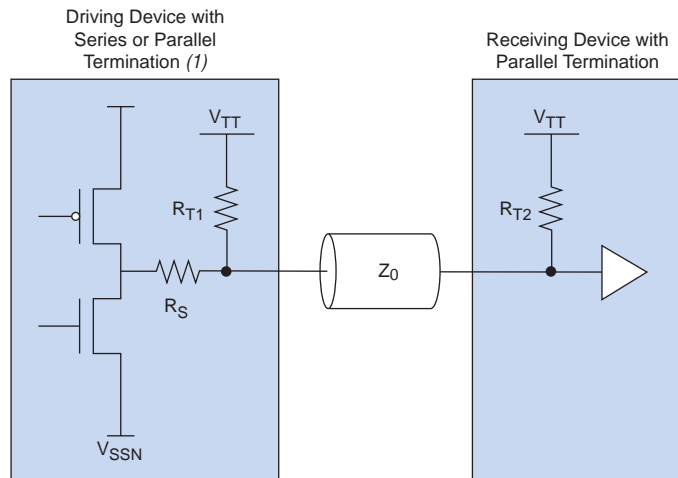 Driving Device with
Series or Parallel
Termination (1)
Receiving Device with
Parallel Termination
VTT
VTT
RT1
RT2
Z0
RS
VSSN